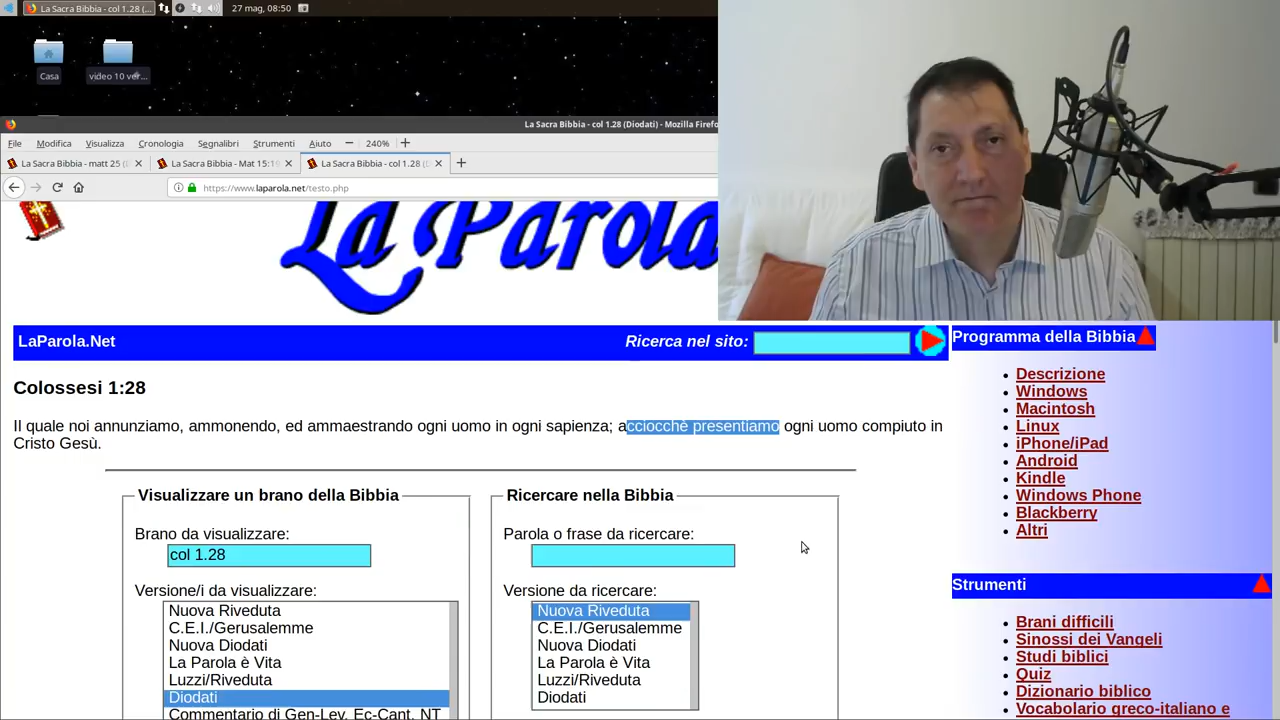 La Sacra Bibbia - col 1.28 (...
27 mag, 08:50
Casa
video 10 ver...
La Sacra Bibbia - col 1.28 (Diodati) - Mozilla Firefo
File Modifica Visualizza Cronologia Segnalibri Strumenti Aiuto 240%
La Sacra Bibbia - matt 25 (D
La Sacra Bibbia - Mat 15:1
La Sacra Bibbia - col 1.28 (D
https://www.laparola.net/testo.php
La Parola
LaParola.Net
Ricerca nel sito:
Colossesi 1:28
Il quale noi annunziamo, ammonendo, ed ammaestrando ogni uomo in ogni sapienza; acciocché presentiamo ogni uomo compiuto in
Cristo Gesù.
Visualizzare un brano della Bibbia
Brano da visualizzare:
col 1.28
Versione/i da visualizzare:
Nuova Riveduta
C.E.I./Gerusalemme
Nuova Diodati
La Parola è Vita
Luzzi/Riveduta
Diodati
Commentario di Gen-Lev, Ec-Cant, NT
Ricercare nella Bibbia
Parola o frase da ricercare:
Versione da ricercare:
Nuova Riveduta
C.E.I./Gerusalemme
Nuova Diodati
La Parola è Vita
Luzzi/Riveduta
Diodati
Programma della Bibbia
Descrizione
Windows
Macintosh
Linux
iPhone/iPad
Android
Kindle
Windows Phone
Blackberry
Altri
Strumenti
Brani difficili
Sinossi dei Vangeli
Studi biblici
Quiz
Dizionario biblico
Vocabolario greco-italiano e